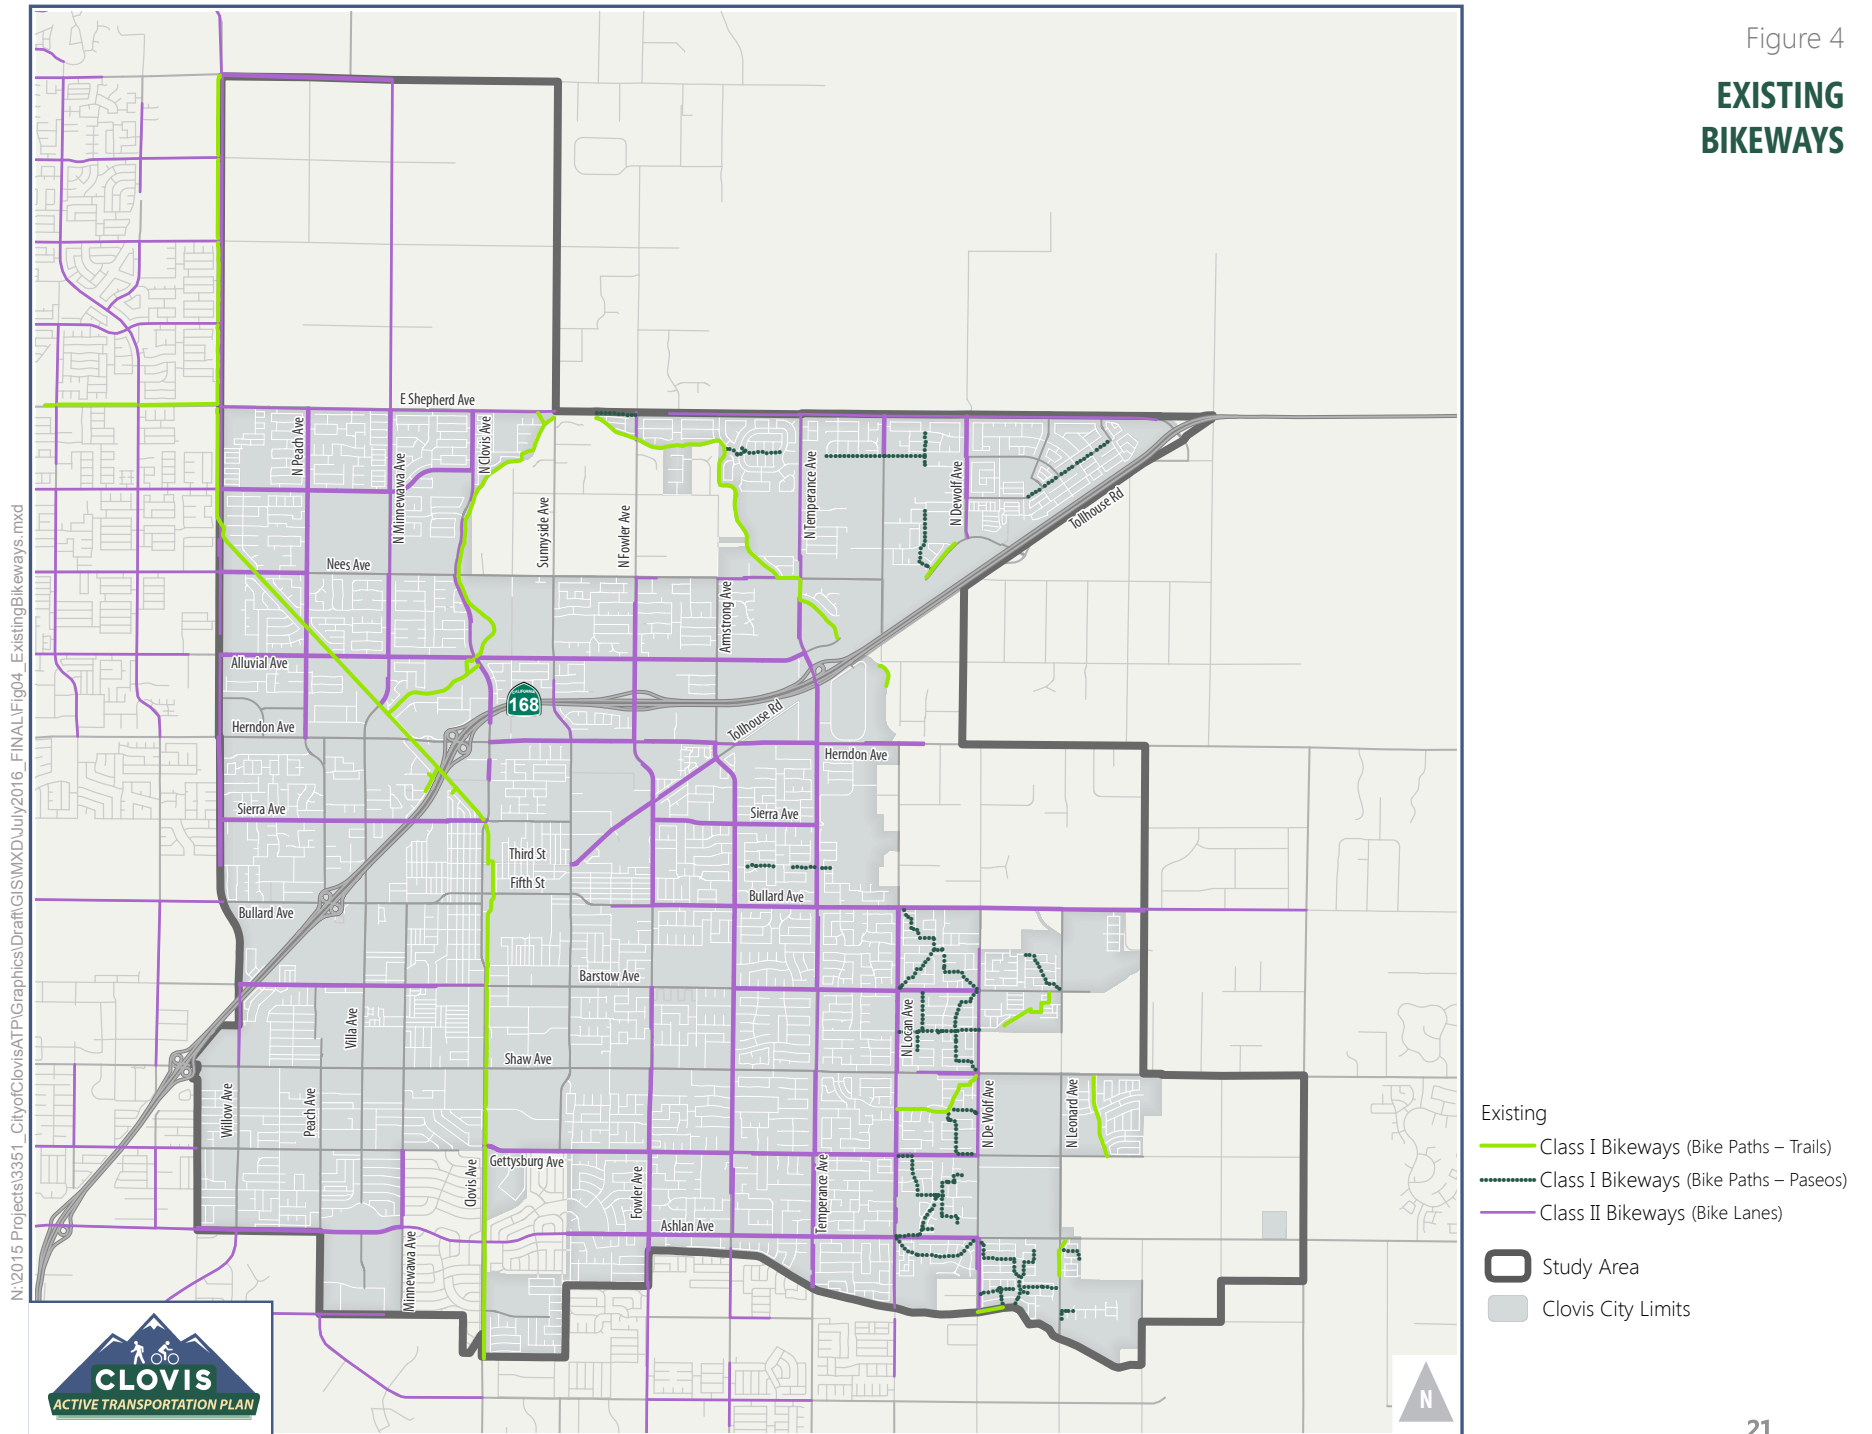 Figure 4
EXISTING
BIKEWAYS
E Shepherd Ave
N Peach Ave
N Minnewawa Ave
N Clovis Ave
Sunnyside Ave
N Fowler Ave
N Temperance Ave
N Dewolf Ave
Tollhouse Rd
Nees Ave
Armstrong Ave
Alluvial Ave
CALIFORNIA
168
Herndon Ave
Tollhouse Rd
Herndon Ave
Sierra Ave
Sierra Ave
Third St
Fifth St
Bullard Ave
Bullard Ave
Barstow Ave
Villa Ave
N Locan Ave
Shaw Ave
Willow Ave
Peach Ave
N De Wolf Ave
N Leonard Ave
Clovis Ave
Gettysburg Ave
Fowler Ave
Temperance Ave
Ashlan Ave
Minnewawa Ave
Existing
Class I Bikeways (Bike Paths – Trails)
Class I Bikeways (Bike Paths – Paseos)
Class II Bikeways (Bike Lanes)
Study Area
Clovis City Limits
CLOVIS
ACTIVE TRANSPORTATION PLAN
N
21
N:\2015 Projects\3351_CityofClovisATP\Graphics\Draft\GIS\MXD\July2016_FINAL\Fig04_ExistingBikeways.mxd